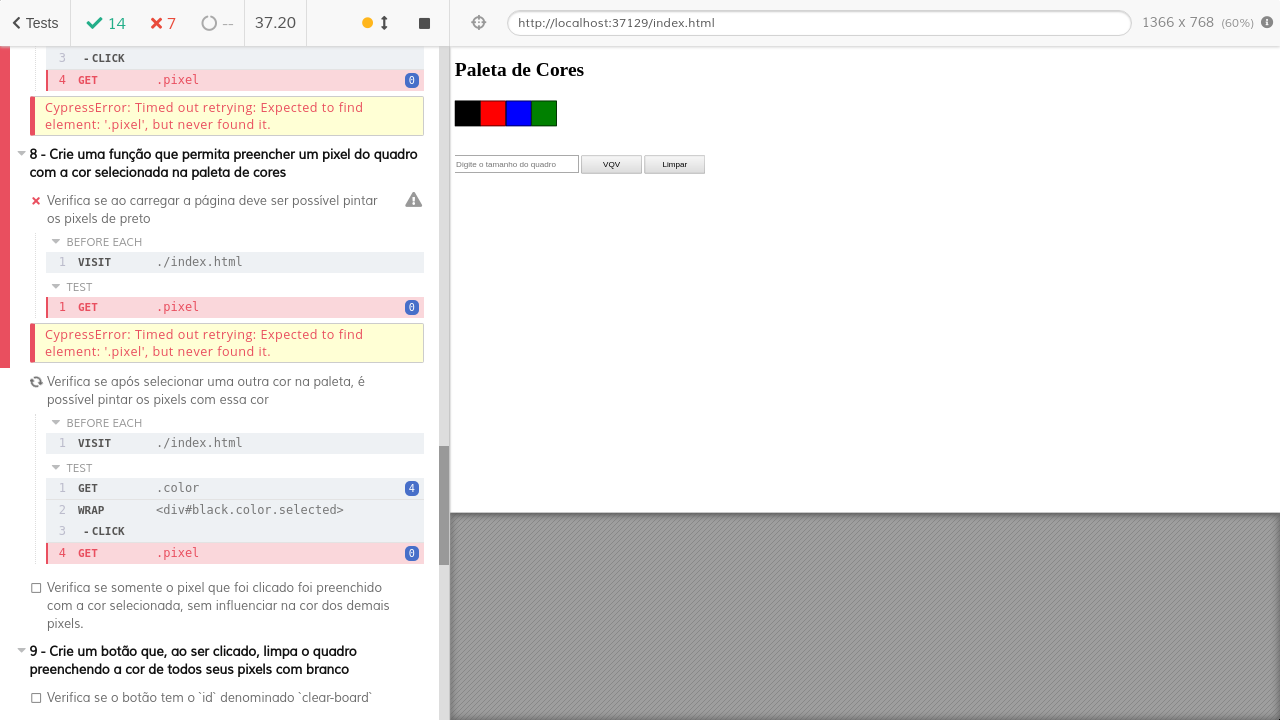 Tests
14
7
--
37.20
http://localhost:37129/index.html
1366 x 768 (60%)
3 - CLICK
4 GET .pixel 0
CypressError: Timed out retrying: Expected to find
element: '.pixel', but never found it.
8 - Crie uma função que permita preencher um pixel do quadro
com a cor selecionada na paleta de cores
Verifica se ao carregar a página deve ser possível pintar
os pixels de preto
BEFORE EACH
1 VISIT ./index.html
TEST
1 GET .pixel 0
CypressError: Timed out retrying: Expected to find
element: '.pixel', but never found it.
Verifica se após selecionar uma outra cor na paleta, é
possível pintar os pixels com essa cor
BEFORE EACH
1 VISIT ./index.html
TEST
1 GET .color 4
2 WRAP <div#black.color.selected>
3 - CLICK
4 GET .pixel 0
Verifica se somente o pixel que foi clicado foi preenchido
com a cor selecionada, sem influenciar na cor dos demais
pixels.
9 - Crie um botão que, ao ser clicado, limpa o quadro
preenchendo a cor de todos seus pixels com branco
Verifica se o botão tem o `id` denominado `clear-board`
Paleta de Cores
Digite o tamanho do quadro
VQV
Limpar